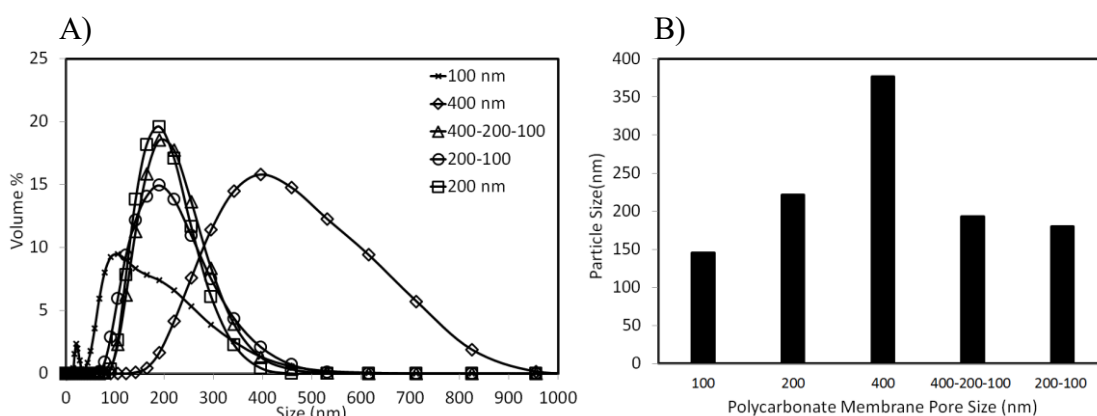 A)
25
20
15
10
5
0
Volume %
0 100 200 300 400 500 600 700 800 900 1000
Size (nm)
100 nm
400 nm
400-200-100
200-100
200 nm
B)
400
350
300
250
200
150
100
50
0
Particle Size(nm)
100 200 400 400-200-100 200-100
Polycarbonate Membrane Pore Size (nm)